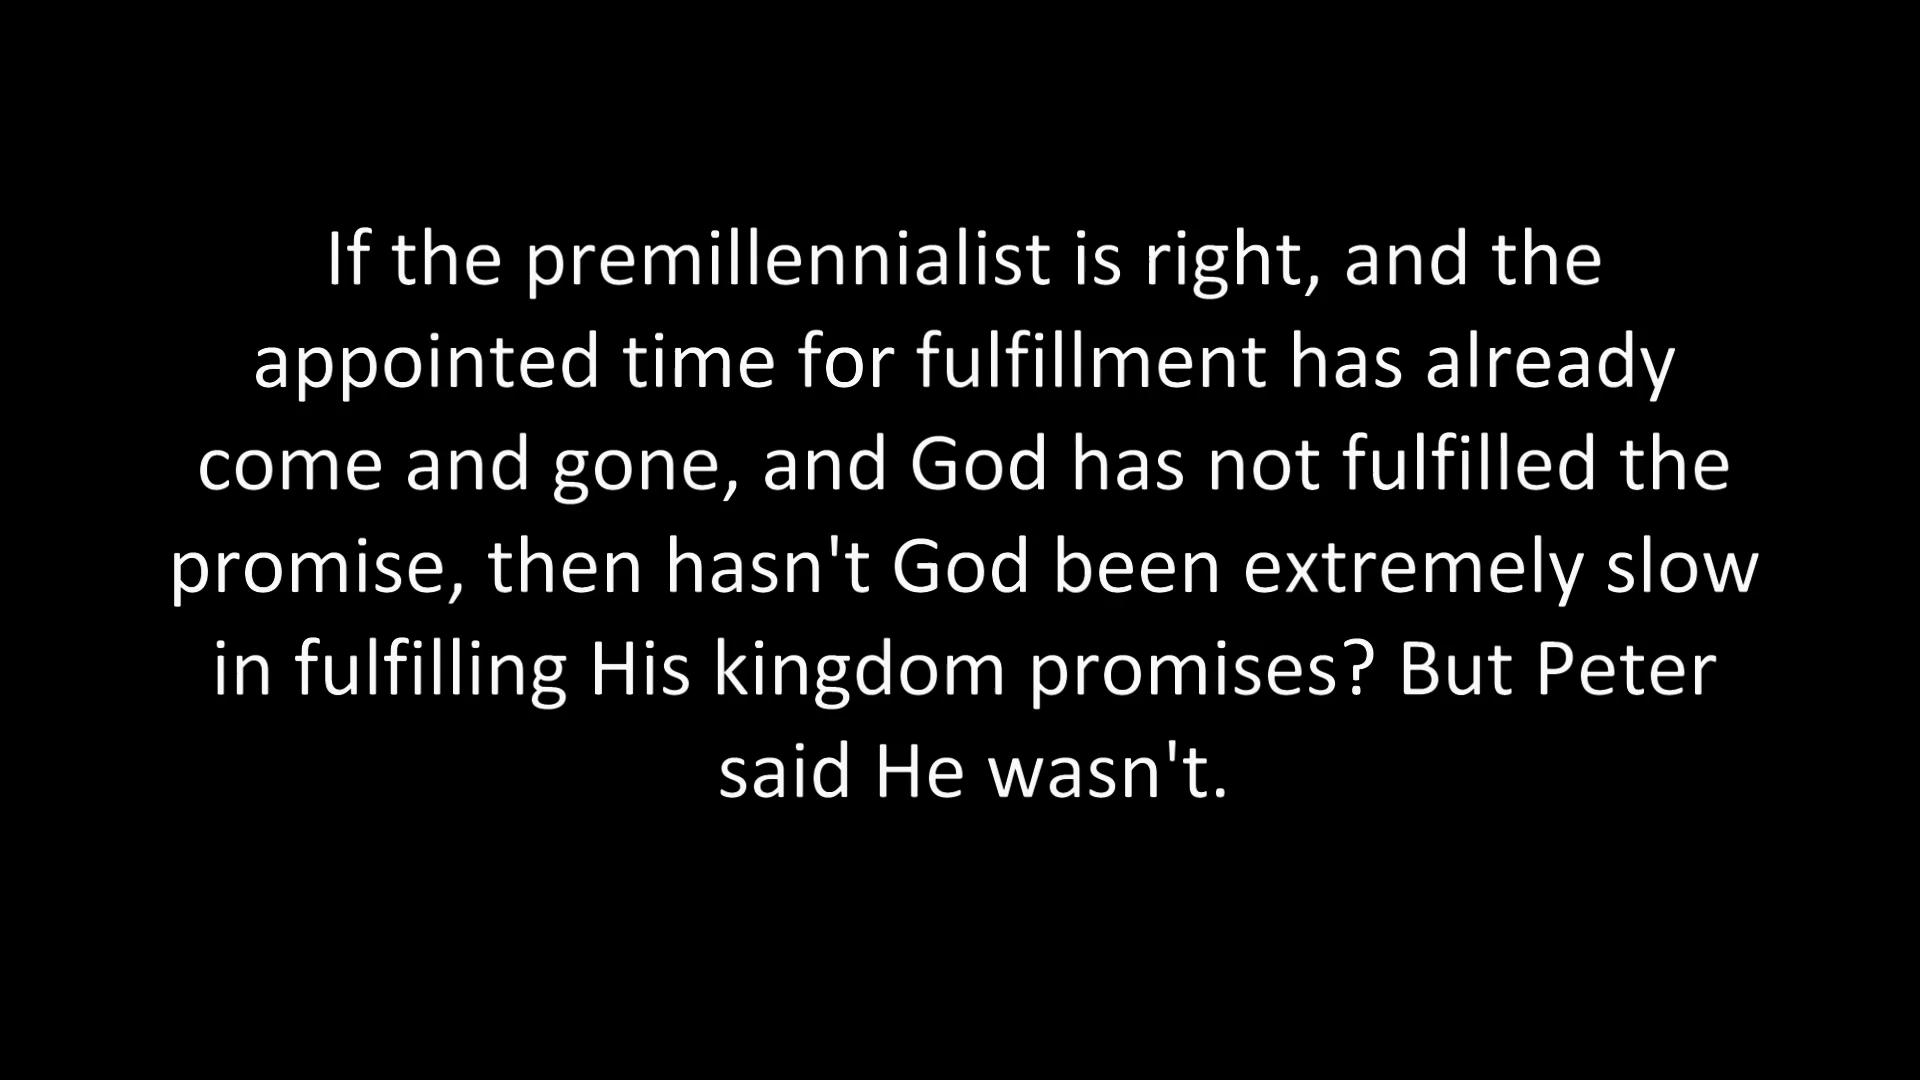 If the premillennialist is right, and the
appointed time for fulfillment has already
come and gone, and God has not fulfilled the
promise, then hasn't God been extremely slow
in fulfilling His kingdom promises? But Peter
said He wasn't.